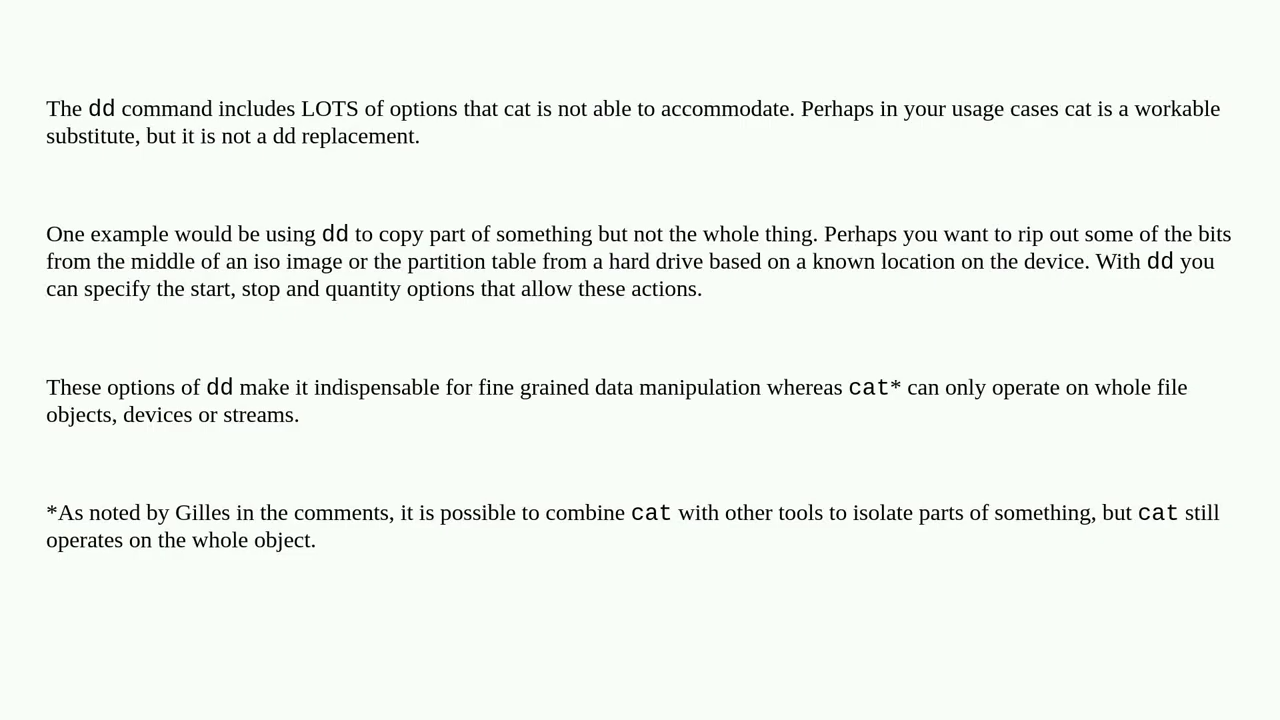 The dd command includes LOTS of options that cat is not able to accommodate. Perhaps in your usage cases cat is a workable
substitute, but it is not a dd replacement.
One example would be using dd to copy part of something but not the whole thing. Perhaps you want to rip out some of the bits
from the middle of an iso image or the partition table from a hard drive based on a known location on the device. With dd you
can specify the start, stop and quantity options that allow these actions.
These options of dd make it indispensable for fine grained data manipulation whereas cat* can only operate on whole file
objects, devices or streams.
*As noted by Gilles in the comments, it is possible to combine cat with other tools to isolate parts of something, but cat still
operates on the whole object.